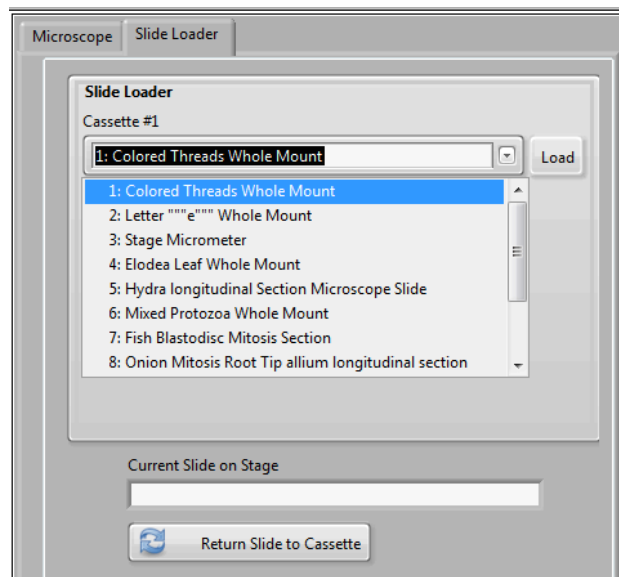 Microscope Slide Loader
Slide Loader
Cassette #1
1: Colored Threads Whole Mount Load
1: Colored Threads Whole Mount
2: Letter """e""" Whole Mount
3: Stage Micrometer
4: Elodea Leaf Whole Mount
5: Hydra longitudinal Section Microscope Slide
6: Mixed Protozoa Whole Mount
7: Fish Blastodisc Mitosis Section
8: Onion Mitosis Root Tip allium longitudinal section
Current Slide on Stage
Return Slide to Cassette